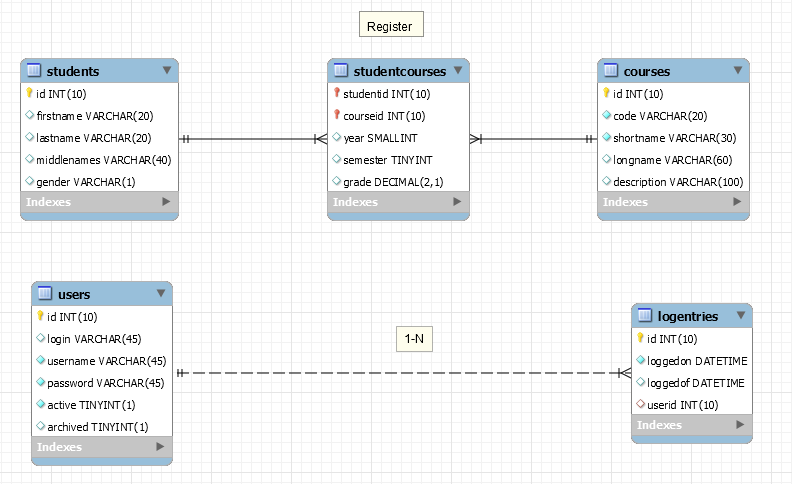 Register
students
id INT(10)
firstname VARCHAR(20)
lastname VARCHAR(20)
middlenames VARCHAR(40)
gender VARCHAR(1)
Indexes
studentcourses
studentid INT(10)
courseid INT(10)
year SMALLINT
semester TINYINT
grade DECIMAL(2,1)
Indexes
courses
id INT(10)
code VARCHAR(20)
shortname VARCHAR(30)
longname VARCHAR(60)
description VARCHAR(100)
Indexes
users
id INT(10)
login VARCHAR(45)
username VARCHAR(45)
password VARCHAR(45)
active TINYINT(1)
archived TINYINT(1)
Indexes
1-N
logentries
id INT(10)
loggedon DATETIME
loggedof DATETIME
userid INT(10)
Indexes